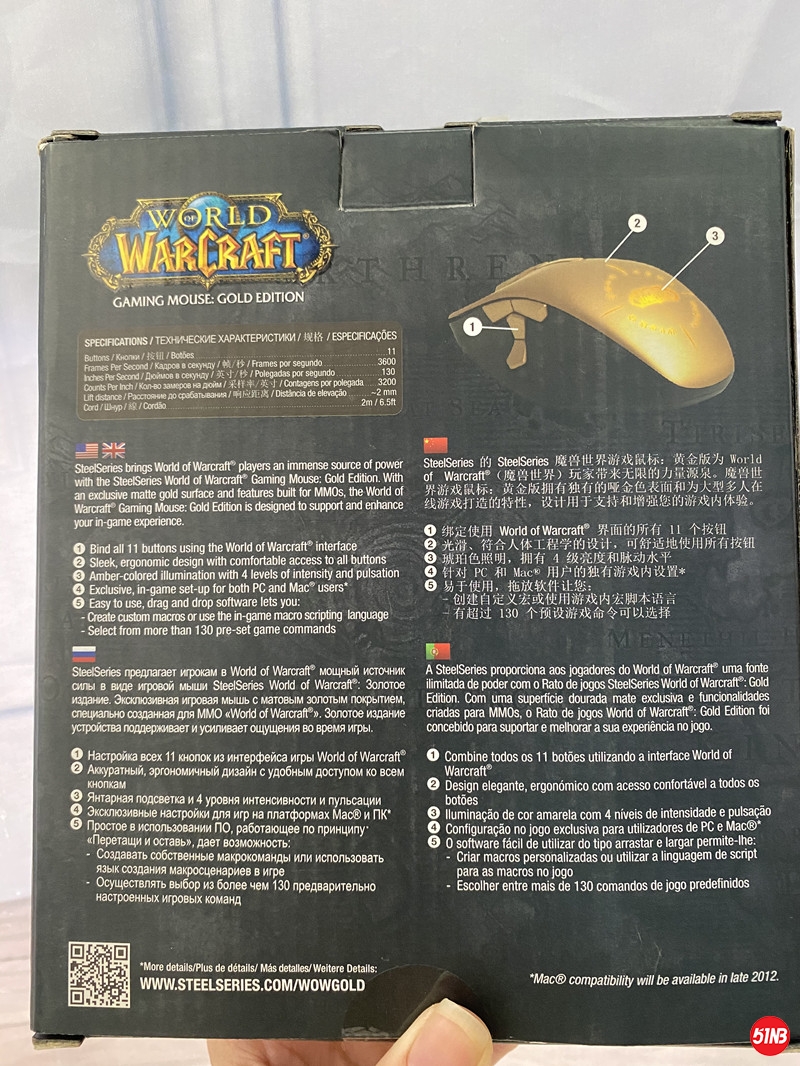 WORLD
OF
WARCRAFT
GAMING MOUSE: GOLD EDITION
2
3
1
SPECIFICATIONS / ТЕХНИЧЕСКИЕ ХАРАКТЕРИСТИКИ / 规格 / ESPECIFICAÇÕES
Buttons / Кнопки / 按钮 / Botões 11
Frames Per Second / Кадров в секунду / 帧/秒 / Frames por segundo 3600
Inches Per Second / Дюймов в секунду / 英寸/秒 / Polegadas por segundo 130
Counts Per Inch / Кол-во замеров на дюйм / 采样率/英寸 / Contagens por polegada 3200
Lift distance / Расстояние до срабатывания / 响应距离 / Distância de elevação ~2 mm
Cord / Шнур / 線 / Cordão 2m / 6.5ft
SteelSeries brings World of Warcraft® players an immense source of power
with the SteelSeries World of Warcraft® Gaming Mouse: Gold Edition. With
an exclusive matte gold surface and features built for MMOs, the World of
Warcraft® Gaming Mouse: Gold Edition is designed to support and enhance
your in-game experience.
1 Bind all 11 buttons using the World of Warcraft® interface
2 Sleek, ergonomic design with comfortable access to all buttons
3 Amber-colored illumination with 4 levels of intensity and pulsation
4 Exclusive, in-game set-up for both PC and Mac® users*
5 Easy to use, drag and drop software lets you:
- Create custom macros or use the in-game macro scripting language
- Select from more than 130 pre-set game commands
SteelSeries 的 SteelSeries 魔兽世界游戏鼠标: 黄金版为 World
of Warcraft® (魔兽世界) 玩家带来无限的力量源泉。魔兽世
界游戏鼠标: 黄金版拥有独有的哑金色表面和为大型多人在
线游戏打造的特性, 设计用于支持和增强您的游戏内体验。
1 绑定使用 World of Warcraft® 界面的所有 11 个按钮
2 光滑、符合人体工程学的设计, 可舒适地使用所有按钮
3 琥珀色照明, 拥有 4 级亮度和脉动水平
4 针对 PC 和 Mac® 用户的独有游戏内设置*
5 易于使用, 拖放软件让您:
- 创建自定义宏或使用游戏内宏脚本语言
- 有超过 130 个预设游戏命令可以选择
SteelSeries предлагает игрокам в World of Warcraft® мощный источник
силы в виде игровой мыши SteelSeries World of Warcraft®: Золотое
издание. Эксклюзивная игровая мышь с матовым золотым покрытием,
специально созданная для ММО «World of Warcraft®». Золотое издание
устройства поддерживает и усиливает ощущения во время игры.
1 Настройка всех 11 кнопок из интерфейса игры World of Warcraft®
2 Аккуратный, эргономичный дизайн с удобным доступом ко всем
кнопкам
3 Янтарная подсветка и 4 уровня интенсивности и пульсации
4 Эксклюзивные настройки для игр на платформах Mac® и ПК*
5 Простое в использовании ПО, работающее по принципу
«Перетащи и оставь», дает возможность:
- Создавать собственные макрокоманды или использовать
язык создания макросценариев в игре
- Осуществлять выбор из более чем 130 предварительно
настроенных игровых команд
A SteelSeries proporciona aos jogadores do World of Warcraft® uma fonte
ilimitada de poder com o Rato de jogos SteelSeries World of Warcraft®: Gold
Edition. Com uma superfície dourada mate exclusiva e funcionalidades
criadas para MMOs, o Rato de jogos World of Warcraft®: Gold Edition foi
concebido para suportar e melhorar a sua experiência no jogo.
1 Combine todos os 11 botões utilizando a interface World of
Warcraft®
2 Design elegante, ergonómico com acesso confortável a todos os
botões
3 Iluminação de cor amarela com 4 níveis de intensidade e pulsação
4 Configuração no jogo exclusiva para utilizadores de PC e Mac®*
5 O software fácil de utilizar do tipo arrastar e largar permite-lhe:
- Criar macros personalizadas ou utilizar a linguagem de script
para as macros no jogo
- Escolher entre mais de 130 comandos de jogo predefinidos
*More details/Plus de détails/ Más detalles/ Weitere Details:
WWW.STEELSERIES.COM/WOWGOLD
*Mac® compatibility will be available in late 2012.
51NB